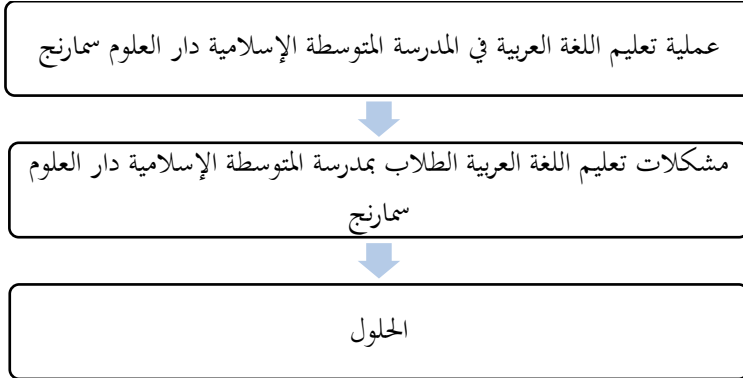 عملية تعليم اللغة العربية في المدرسة المتوسطة الإسلامية دار العلوم سمارنج
مشكلات تعليم اللغة العربية الطلاب بمدرسة المتوسطة الإسلامية دار العلوم
سمارنج
الحلول